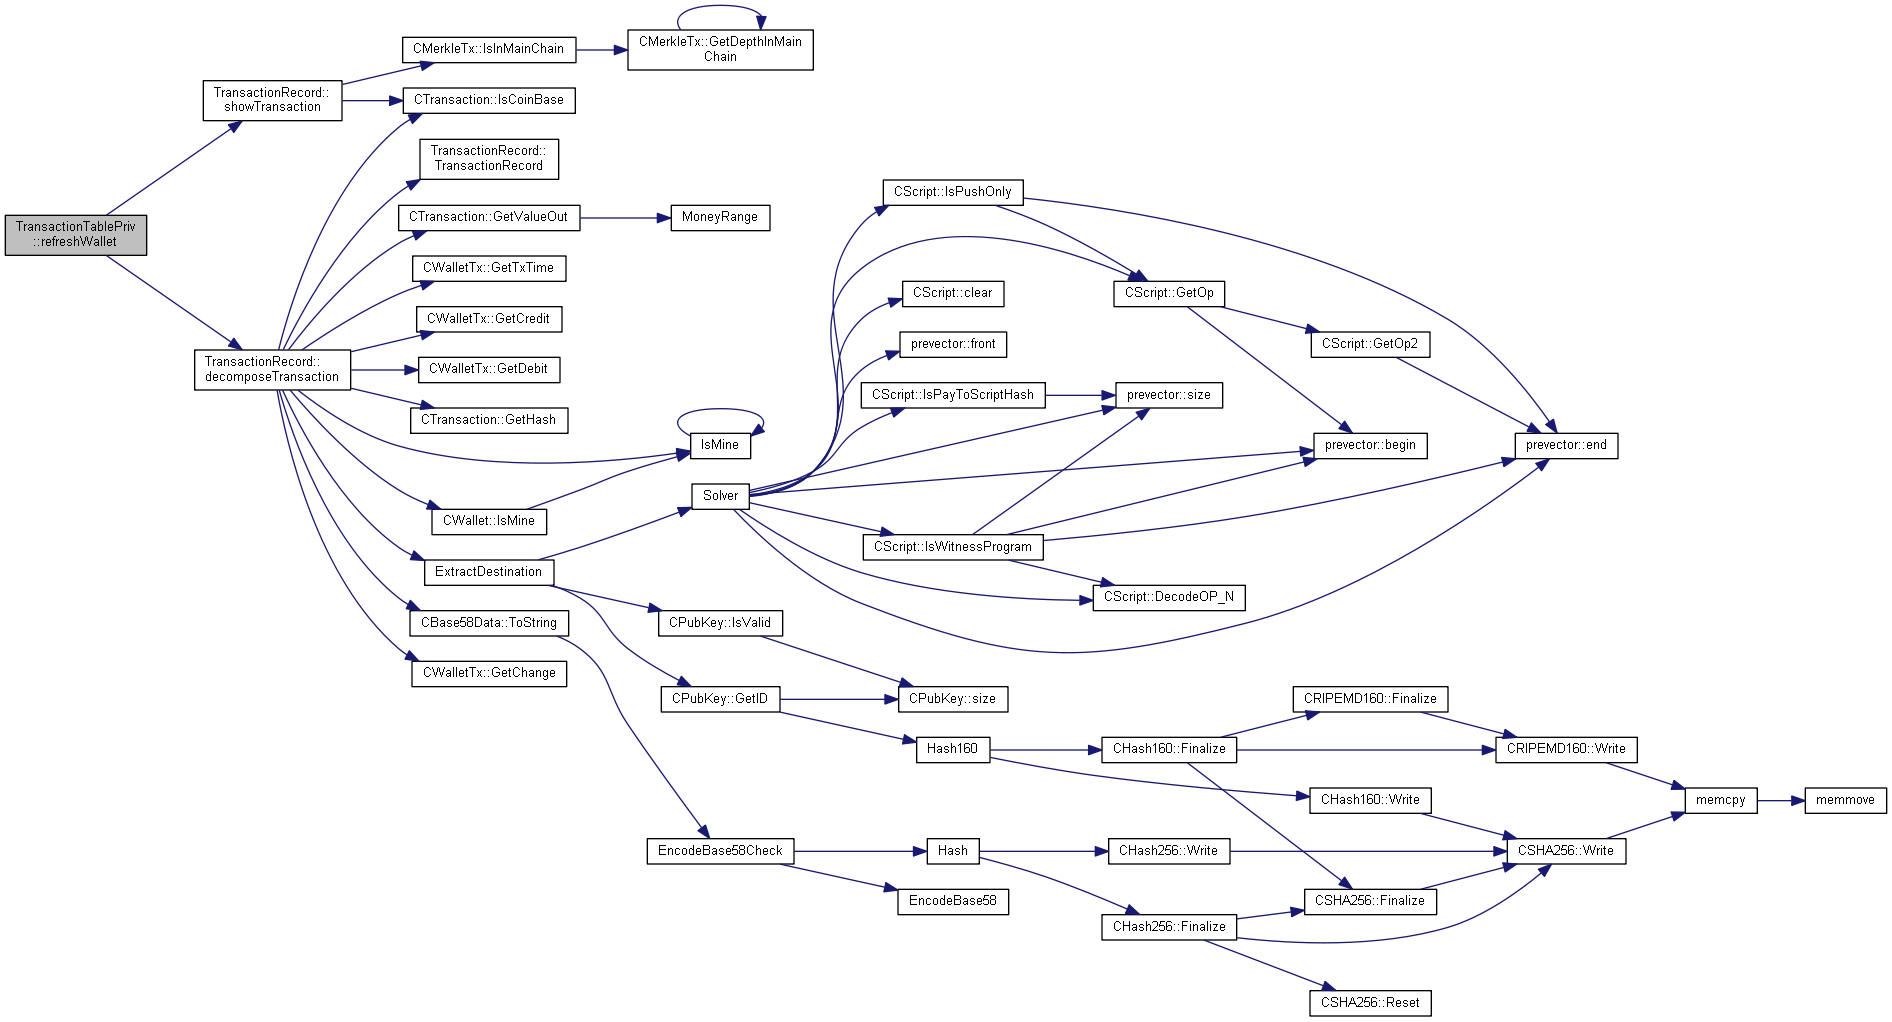 CMerkleTx::IsInMainChain
CMerkleTx::GetDepthInMain
Chain
TransactionRecord::
showTransaction
CTransaction::IsCoinBase
TransactionRecord::
TransactionRecord
CScript::IsPushOnly
CTransaction::GetValueOut
MoneyRange
TransactionTablePriv
::refreshWallet
CWalletTx::GetTxTime
CScript::clear
CScript::GetOp
CWalletTx::GetCredit
prevector::front
CScript::GetOp2
TransactionRecord::
decomposeTransaction
CWalletTx::GetDebit
CScript::IsPayToScriptHash
prevector::size
CTransaction::GetHash
IsMine
prevector::begin
prevector::end
Solver
CWallet::IsMine
CScript::IsWitnessProgram
ExtractDestination
CScript::DecodeOP_N
CBase58Data::ToString
CPubKey::IsValid
CWalletTx::GetChange
CPubKey::GetID
CPubKey::size
CRIPEMD160::Finalize
Hash160
CHash160::Finalize
CRIPEMD160::Write
CHash160::Write
memcpy
memmove
EncodeBase58Check
Hash
CHash256::Write
CSHA256::Write
EncodeBase58
CSHA256::Finalize
CHash256::Finalize
CSHA256::Reset